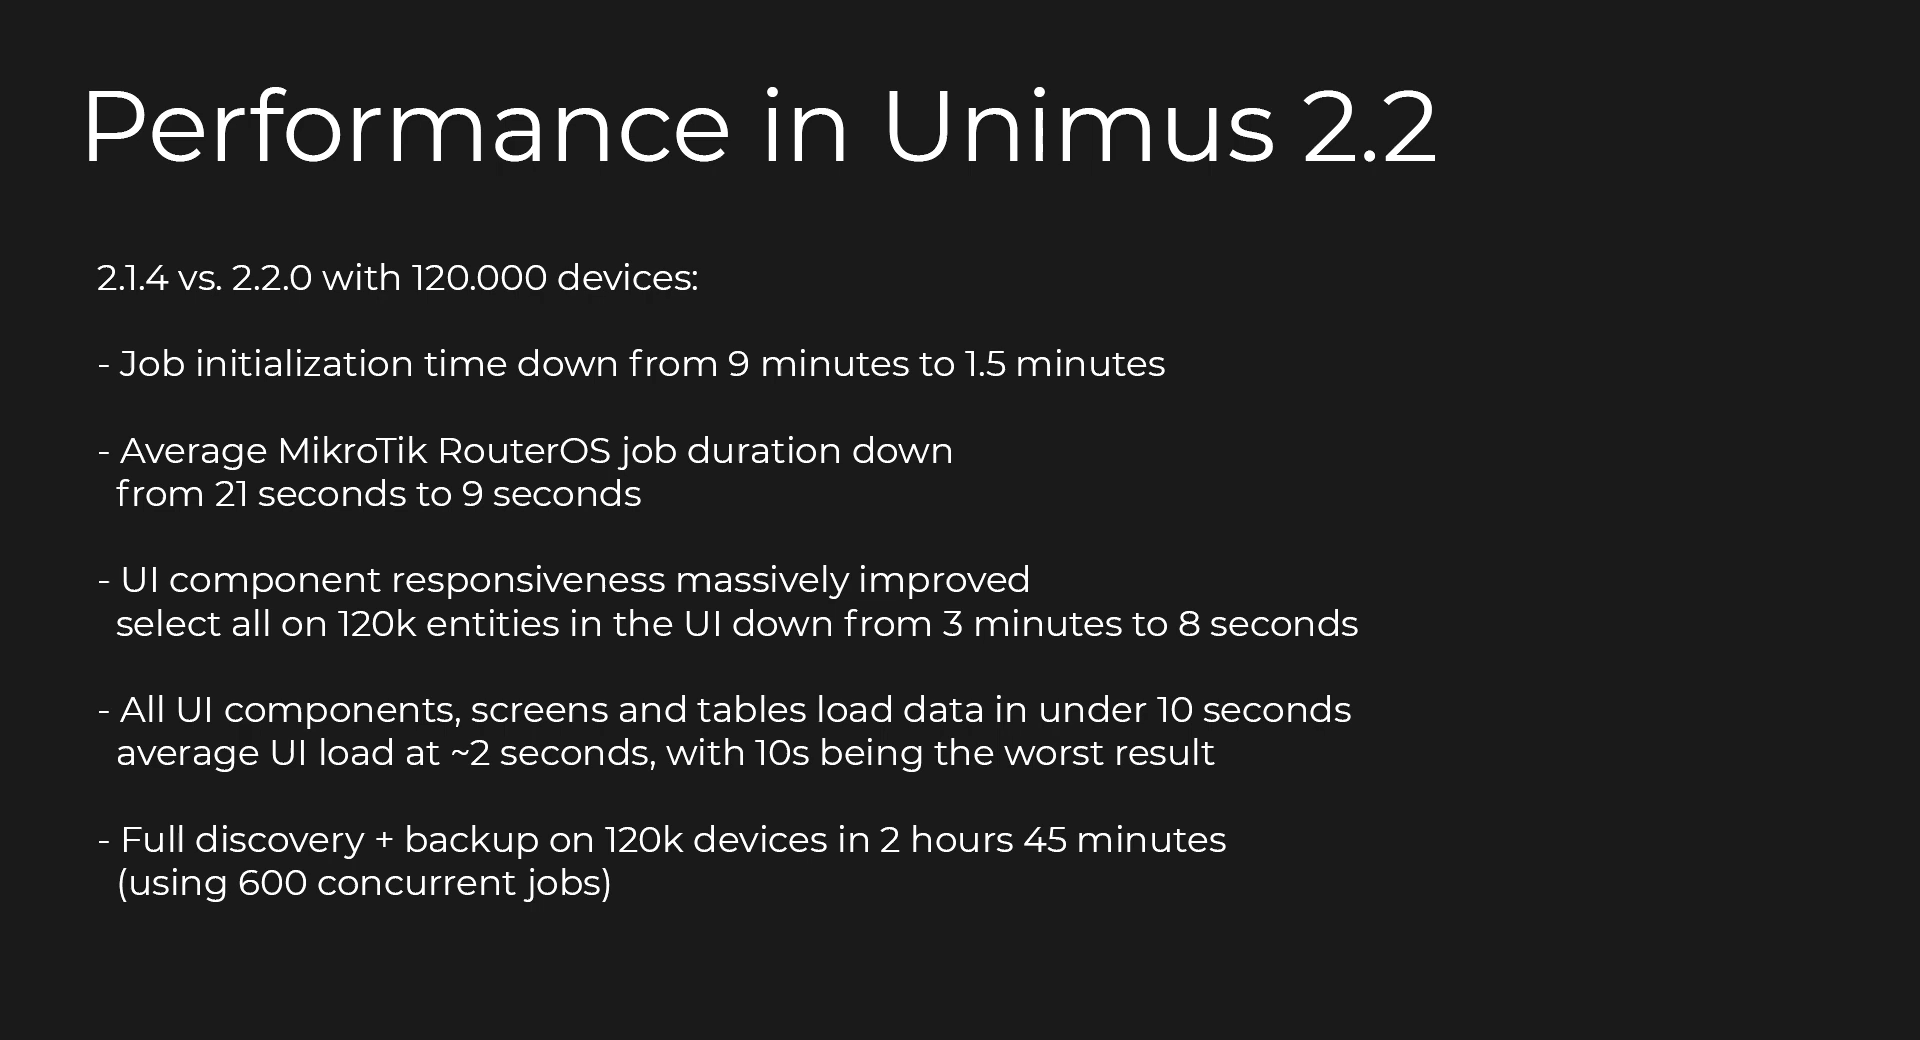 Performance in Unimus 2.2
2.1.4 vs. 2.2.0 with 120.000 devices:
- Job initialization time down from 9 minutes to 1.5 minutes
- Average MikroTik RouterOS job duration down
from 21 seconds to 9 seconds
- UI component responsiveness massively improved
select all on 120k entities in the UI down from 3 minutes to 8 seconds
- All UI components, screens and tables load data in under 10 seconds
average UI load at ~2 seconds, with 10s being the worst result
- Full discovery + backup on 120k devices in 2 hours 45 minutes
(using 600 concurrent jobs)